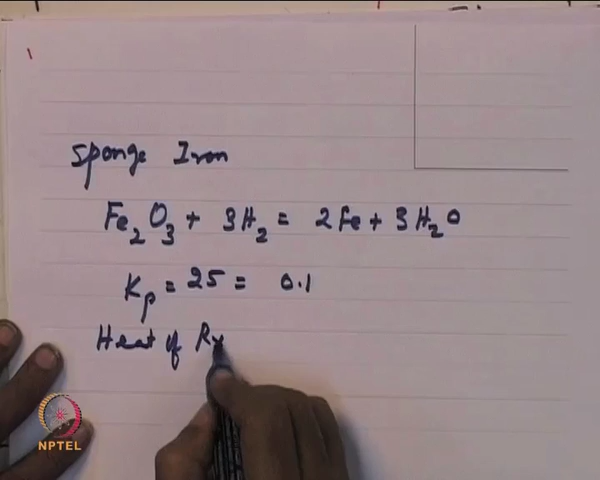 Sponge Iron
Fe2O3 + 3H2 = 2Fe + 3H2O
Kp = 25 = 0.1
Heat of Rx
NPTEL